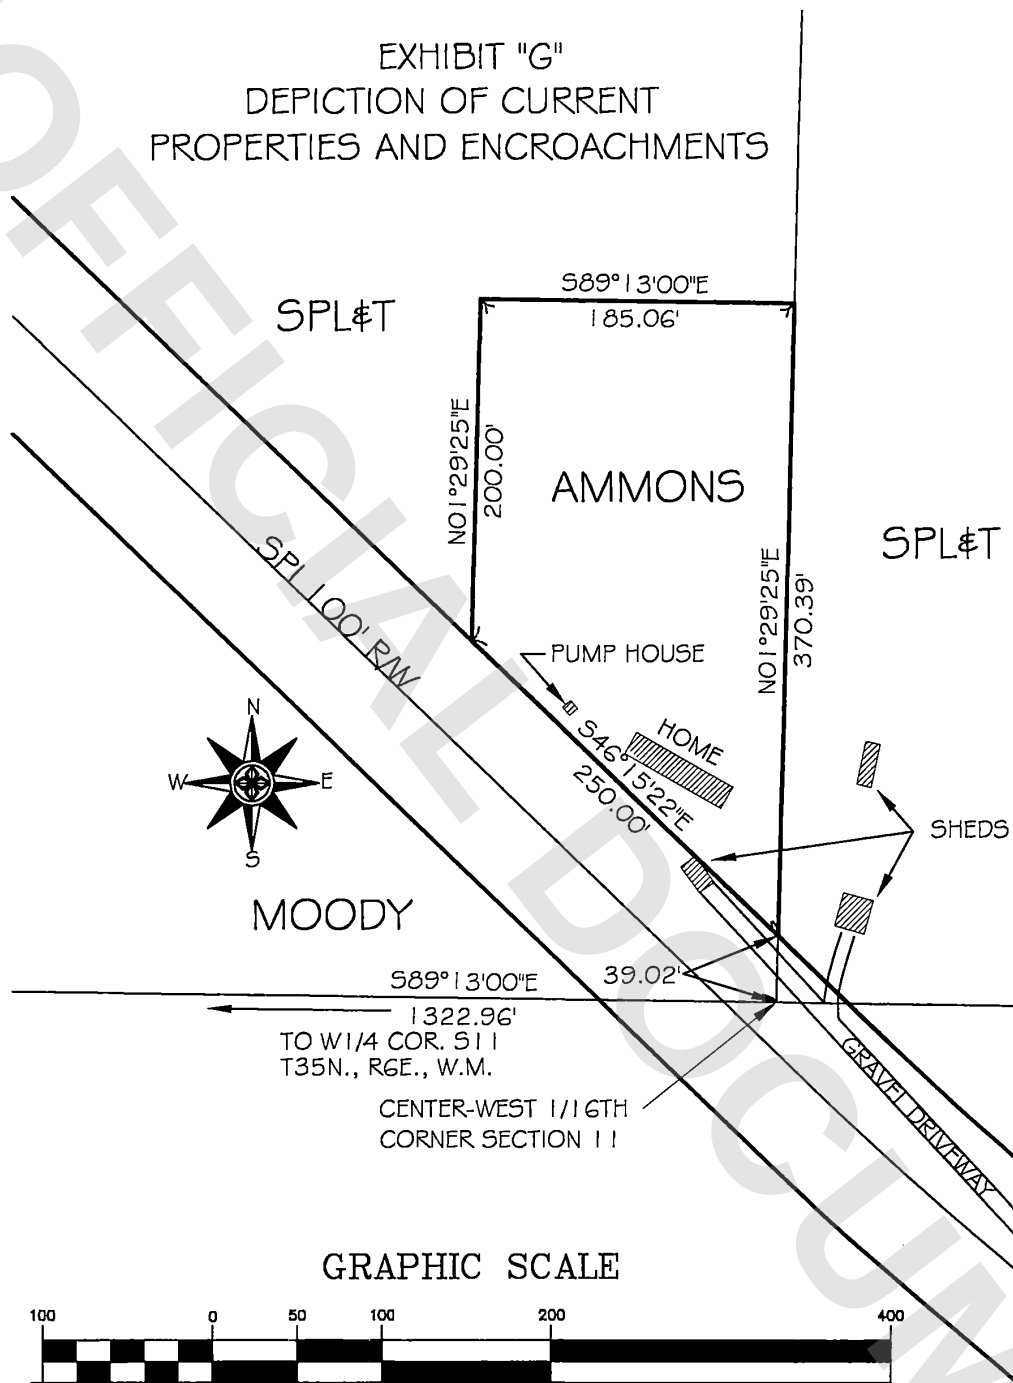 EXHIBIT "G"
DEPICTION OF CURRENT
PROPERTIES AND ENCROACHMENTS
S89°13'00"E
185.06'
SPL&T
N01°29'25"E
200.00'
AMMONS
SPL&T
N01°29'25"E
370.39'
SPL 100' R/W
PUMP HOUSE
HOME
S46°15'22"E
250.00'
N
W
E
S
SHEDS
MOODY
39.02'
S89°13'00"E
1322.96'
TO W1/4 COR. S11
T35N., R6E., W.M.
CENTER-WEST 1/16TH
CORNER SECTION 11
GRAVEL DRIVEWAY
GRAPHIC SCALE
100 0 50 100 200 400
OFFICIAL DOCUM